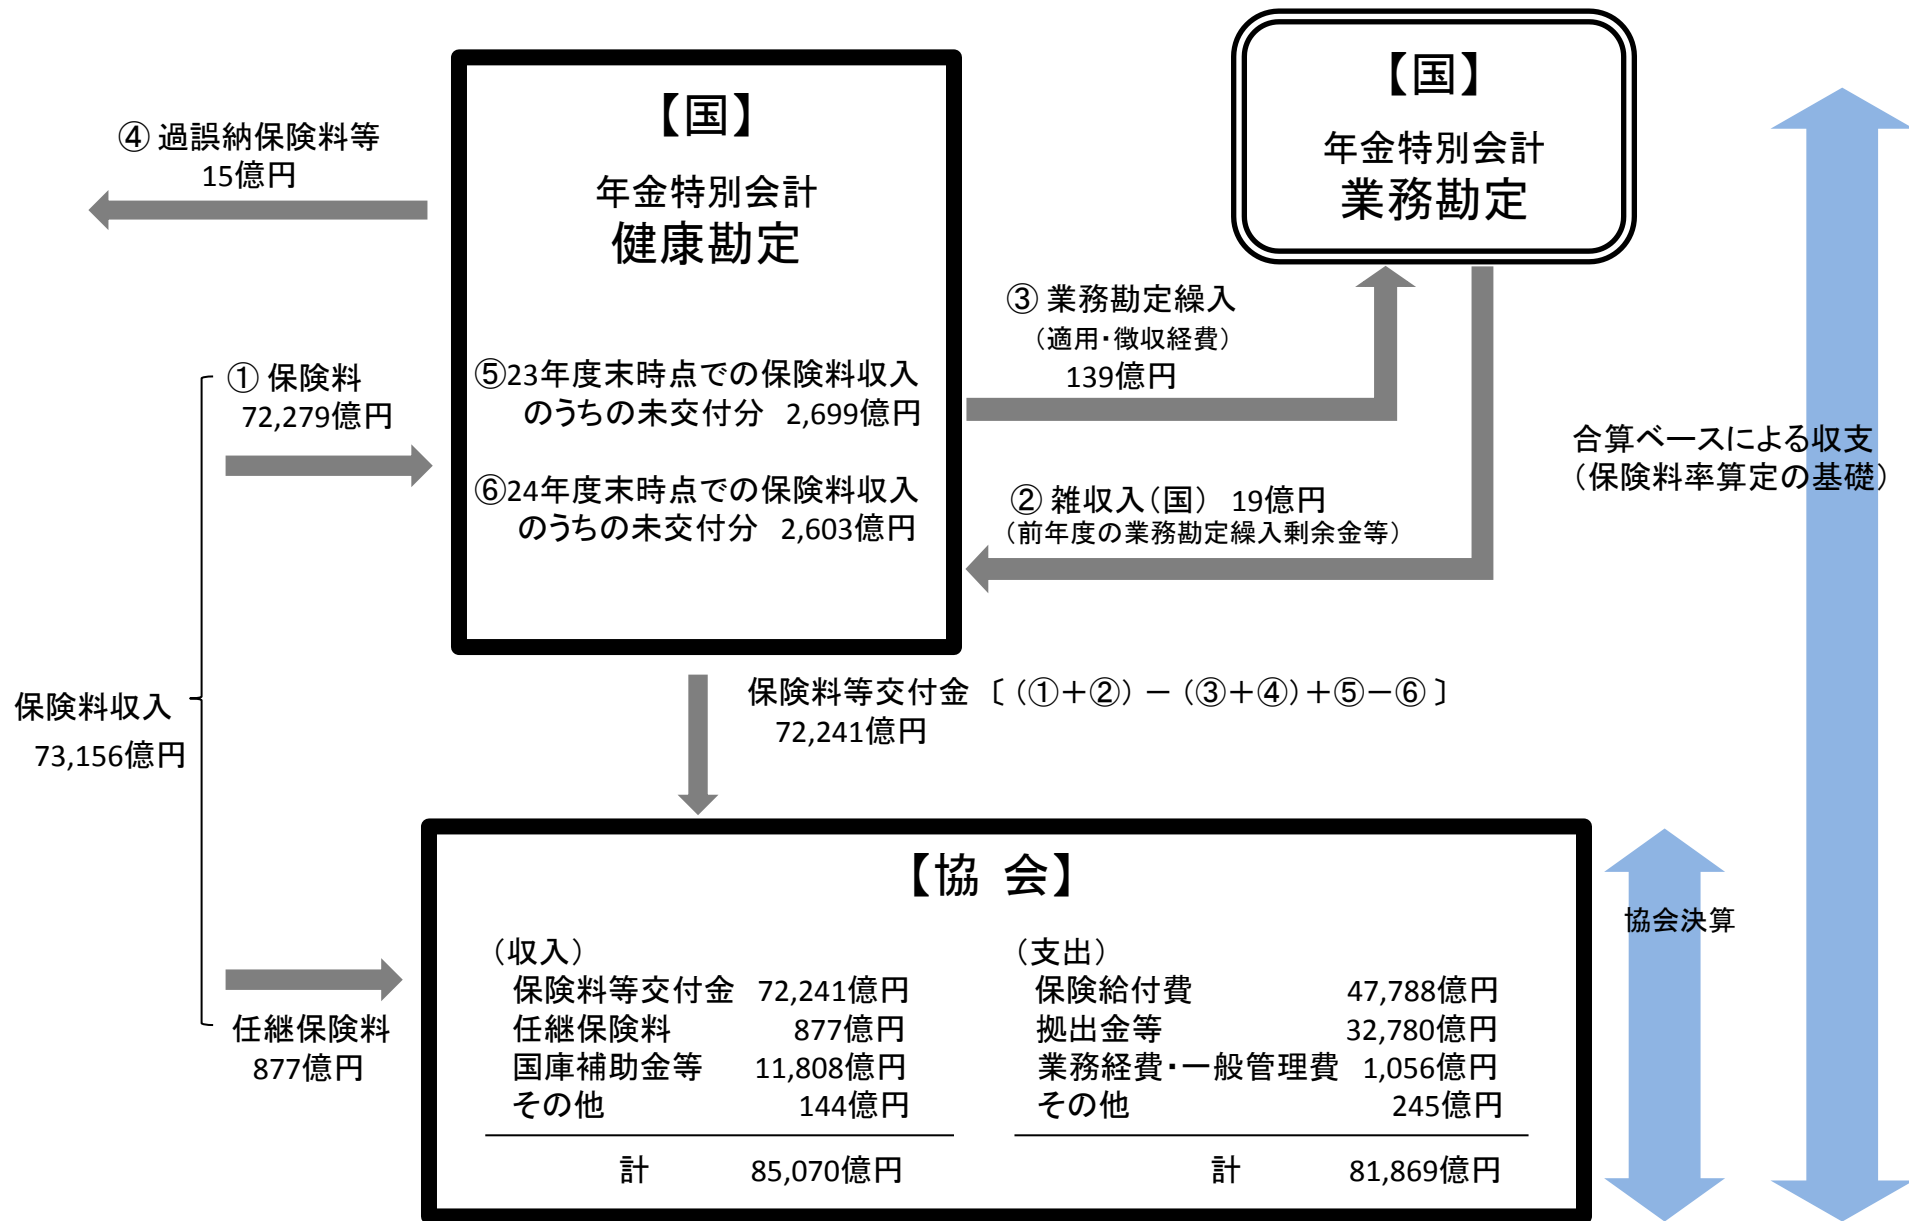 【国】
年金特別会計
業務勘定
【国】
年金特別会計
健康勘定
④ 過誤納保険料等
15億円
③ 業務勘定繰入
（適用・徴収経費）
139億円
① 保険料
72,279億円
⑤23年度末時点での保険料収入
のうちの未交付分 2,699億円
⑥24年度末時点での保険料収入
のうちの未交付分 2,603億円
② 雑収入（国） 19億円
（前年度の業務勘定繰入剰余金等）
合算ベースによる収支
（保険料率算定の基礎）
保険料収入
73,156億円
保険料等交付金 〔（①＋②）－（③＋④）＋⑤－⑥〕
72,241億円
【協 会】
（収入）
保険料等交付金 72,241億円
任継保険料 877億円
国庫補助金等 11,808億円
その他 144億円
計 85,070億円
（支出）
保険給付費 47,788億円
拠出金等 32,780億円
業務経費・一般管理費 1,056億円
その他 245億円
計 81,869億円
任継保険料
877億円
協会決算